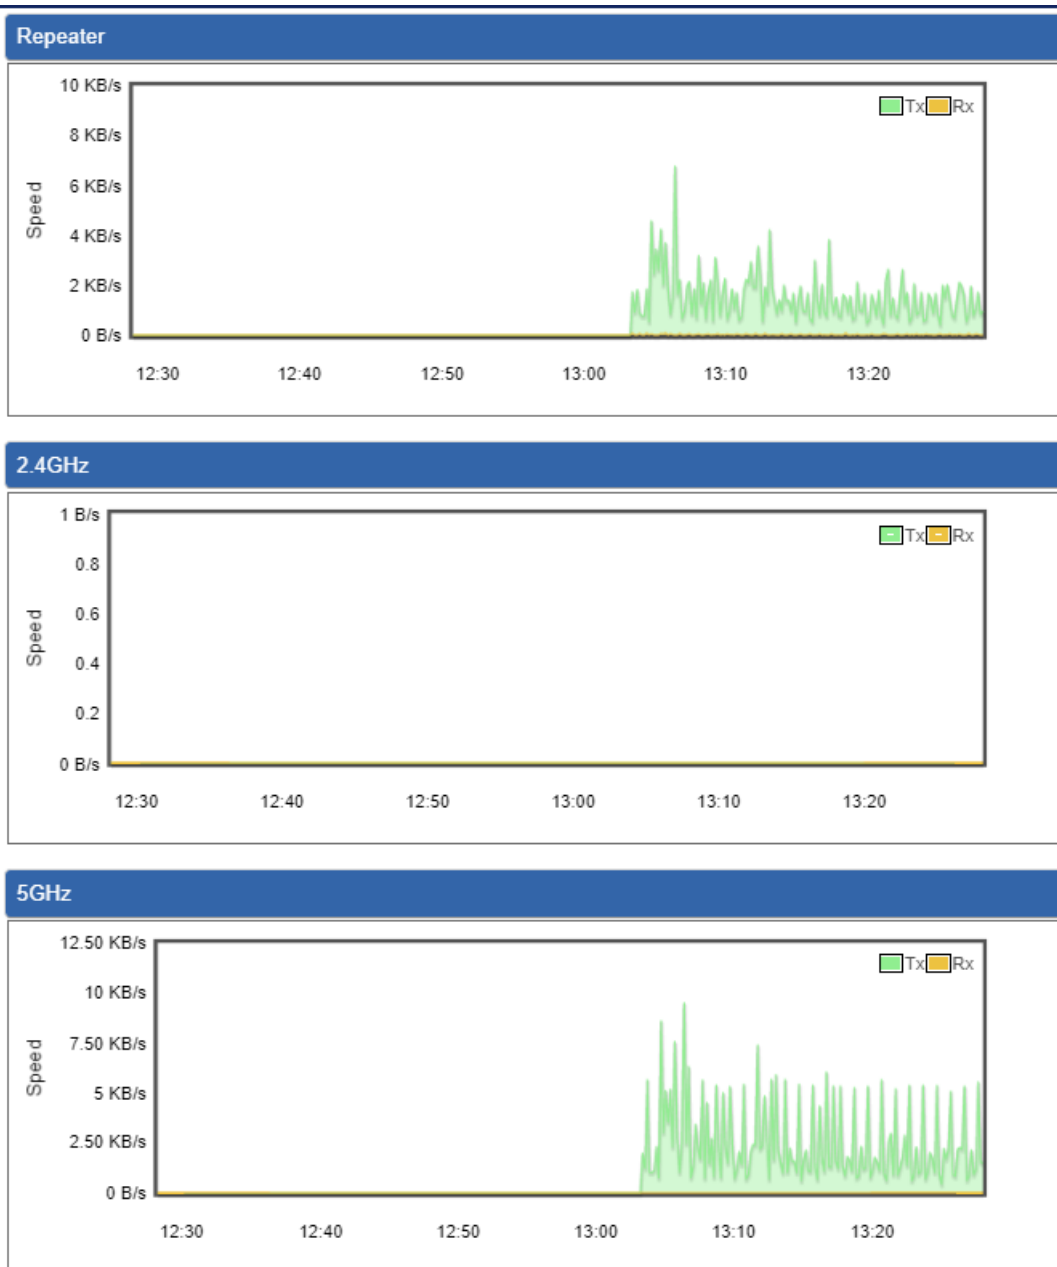 Repeater
10 KB/s
8 KB/s
6 KB/s
4 KB/s
2 KB/s
0 B/s
Speed
Tx Rx
12:30 12:40 12:50 13:00 13:10 13:20
2.4GHz
1 B/s
0.8
0.6
0.4
0.2
0 B/s
Speed
Tx Rx
12:30 12:40 12:50 13:00 13:10 13:20
5GHz
12.50 KB/s
10 KB/s
7.50 KB/s
5 KB/s
2.50 KB/s
0 B/s
Speed
Tx Rx
12:30 12:40 12:50 13:00 13:10 13:20